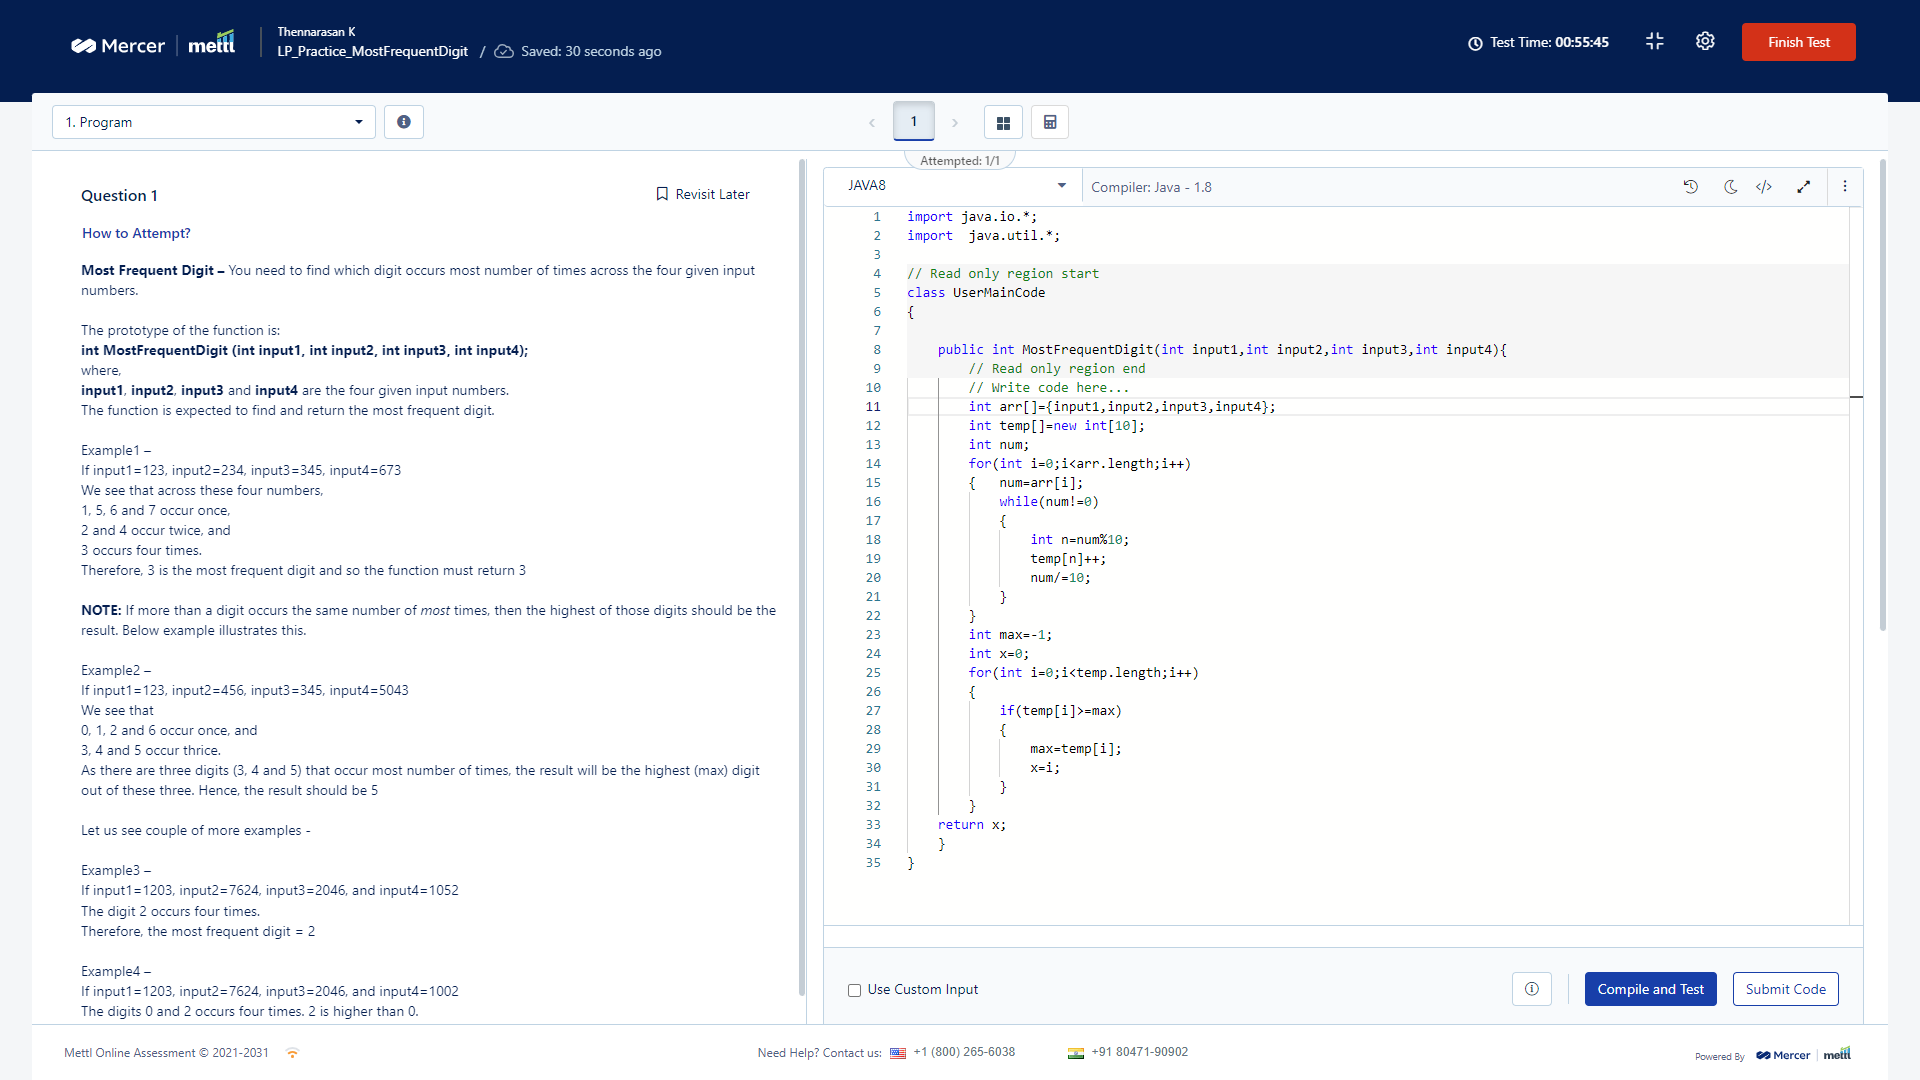 Mercer
mettl
Thennarasan K
LP_Practice_MostFrequentDigit / Saved: 30 seconds ago
Test Time: 00:55:45
Finish Test
1. Program
1
Attempted: 1/1
Question 1
Revisit Later
How to Attempt?
Most Frequent Digit – You need to find which digit occurs most number of times across the four given input
numbers.
The prototype of the function is:
int MostFrequentDigit (int input1, int input2, int input3, int input4);
where,
input1, input2, input3 and input4 are the four given input numbers.
The function is expected to find and return the most frequent digit.
Example1 –
If input1=123, input2=234, input3=345, input4=673
We see that across these four numbers,
1, 5, 6 and 7 occur once,
2 and 4 occur twice, and
3 occurs four times.
Therefore, 3 is the most frequent digit and so the function must return 3
NOTE: If more than a digit occurs the same number of most times, then the highest of those digits should be the
result. Below example illustrates this.
Example2 –
If input1=123, input2=456, input3=345, input4=5043
We see that
0, 1, 2 and 6 occur once, and
3, 4 and 5 occur thrice.
As there are three digits (3, 4 and 5) that occur most number of times, the result will be the highest (max) digit
out of these three. Hence, the result should be 5
Let us see couple of more examples -
Example3 –
If input1=1203, input2=7624, input3=2046, and input4=1052
The digit 2 occurs four times.
Therefore, the most frequent digit = 2
Example4 –
If input1=1203, input2=7624, input3=2046, and input4=1002
The digits 0 and 2 occurs four times. 2 is higher than 0.
JAVA8
Compiler: Java - 1.8
1 import java.io.*;
2 import  java.util.*;
3
4 // Read only region start
5 class UserMainCode
6 {
7
8     public int MostFrequentDigit(int input1,int input2,int input3,int input4){
9         // Read only region end
10         // Write code here...
11         int arr[]={input1,input2,input3,input4};
12         int temp[]=new int[10];
13         int num;
14         for(int i=0;i<arr.length;i++)
15         {   num=arr[i];
16             while(num!=0)
17             {
18                 int n=num%10;
19                 temp[n]++;
20                 num/=10;
21             }
22         }
23         int max=-1;
24         int x=0;
25         for(int i=0;i<temp.length;i++)
26         {
27             if(temp[i]>=max)
28             {
29                 max=temp[i];
30                 x=i;
31             }
32         }
33     return x;
34     }
35 }
Use Custom Input
Compile and Test
Submit Code
Mettl Online Assessment © 2021-2031
Need Help? Contact us: +1 (800) 265-6038
+91 80471-90902
Powered By Mercer mettl